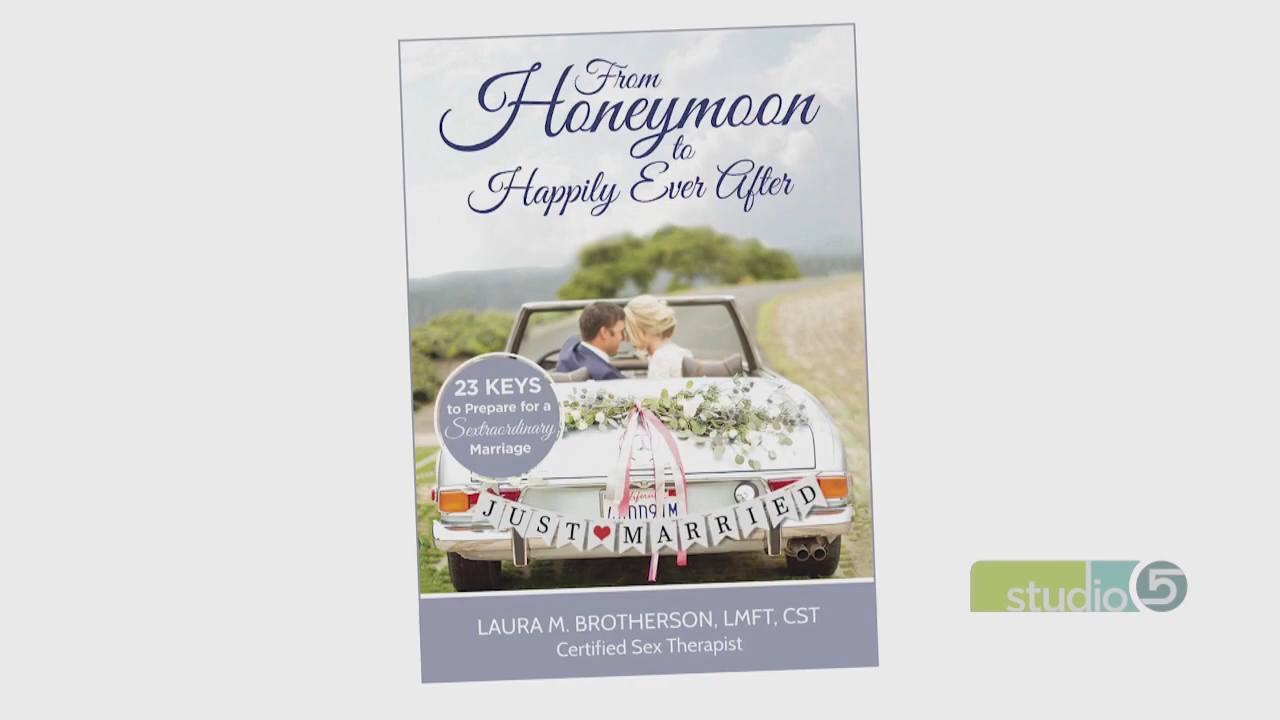 From
Honeymoon
to
Happily Ever After
23 KEYS
to Prepare for a
Sextraordinary
Marriage
JUST MARRIED
LAURA M. BROTHERSON, LMFT, CST
Certified Sex Therapist
studio 5